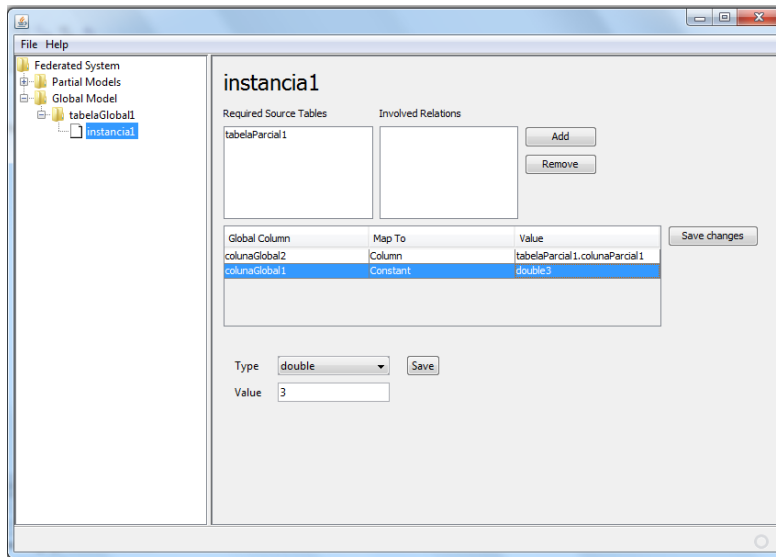 File Help
Federated System
Partial Models
Global Model
tabelaGlobal1
instancia1
instancia1
Required Source Tables Involved Relations
tabelaParcial1
Add
Remove
Global Column Map To Value
colunaGlobal2 Column tabelaParcial1.colunaParcial1
colunaGlobal1 Constant double3
Save changes
Type double Save
Value 3